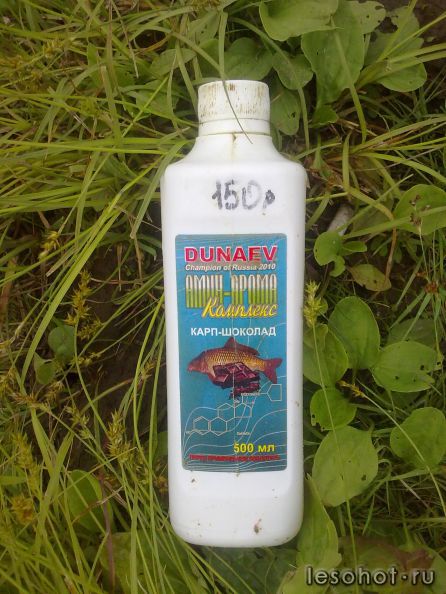 150р
DUNAEV
Champion of Russia 2010
АМИН-АРОМА
Комплекс
КАРП-ШОКОЛАД
500 мл
lesohot.ru